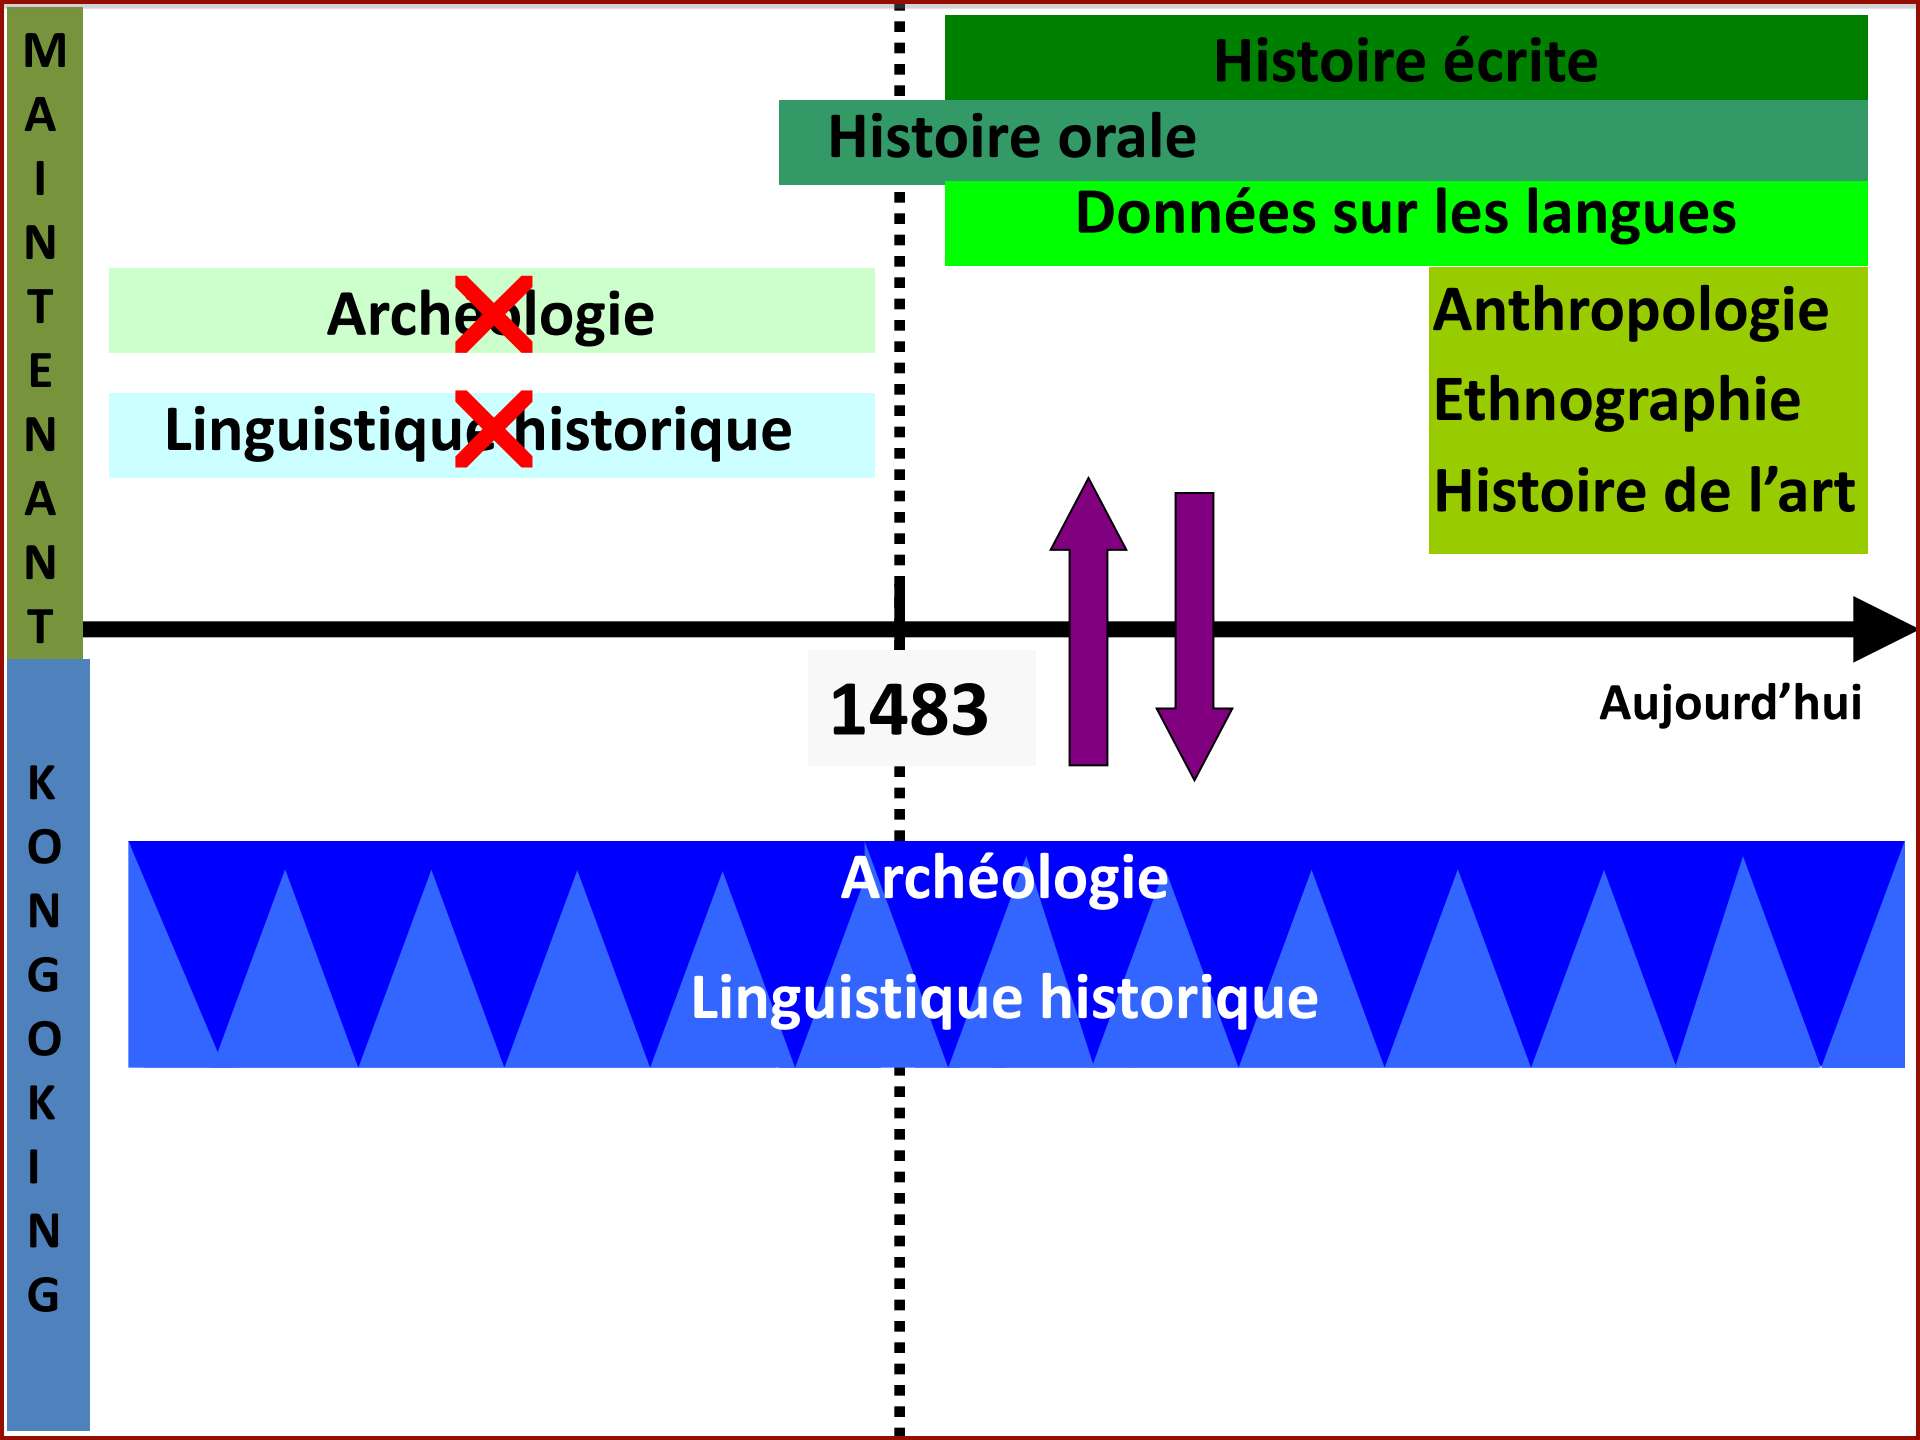 MAINTENANT
Histoire écrite
Histoire orale
Données sur les langues
Archéologie
Linguistique historique
Anthropologie
Ethnographie
Histoire de l’art
1483
Aujourd’hui
KONGOKING
Archéologie
Linguistique historique